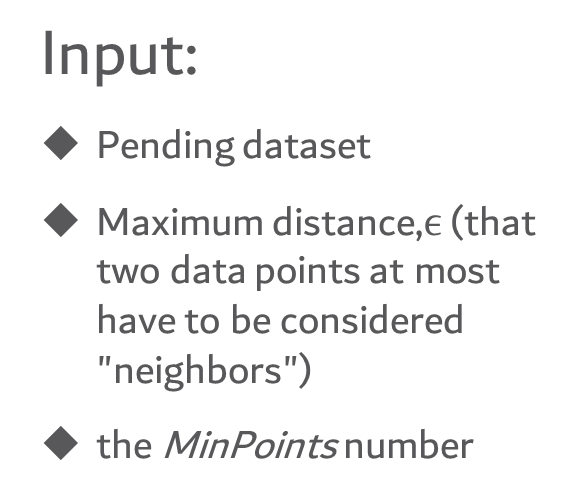 Input:
◆ Pending dataset
◆ Maximum distance,ϵ (that
two data points at most
have to be considered
"neighbors")
◆ the MinPoints number